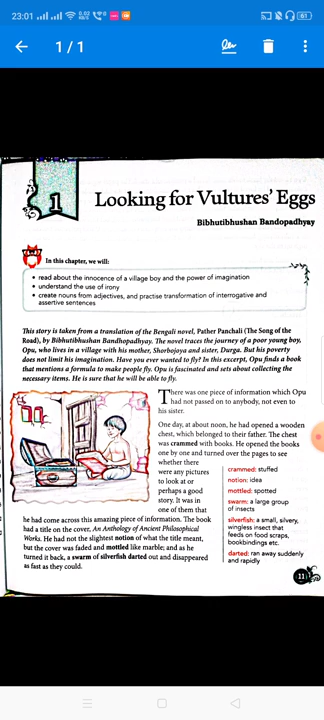 23:01
61
1 / 1
1
Looking for Vultures' Eggs
Bibhutibhushan Bandopadhyay
In this chapter, we will:
• read about the innocence of a village boy and the power of imagination
• understand the use of irony
• create nouns from adjectives, and practise transformation of interrogative and
assertive sentences
This story is taken from a translation of the Bengali novel, Pather Panchali (The Song of the
Road), by Bibhutibhushan Bandhopadhyay. The novel traces the journey of a poor young boy,
Opu, who lives in a village with his mother, Shorbojoya and sister, Durga. But his poverty
does not limit his imagination. Have you ever wanted to fly? In this excerpt, Opu finds a book
that mentions a formula to make people fly. Opu is fascinated and sets about collecting the
necessary items. He is sure that he will be able to fly.
There was one piece of information which Opu
had not passed on to anybody, not even to
his sister.
One day, at about noon, he had opened a wooden
chest, which belonged to their father. The chest
was crammed with books. He opened the books
one by one and turned over the pages to see
whether there
were any pictures
to look at or
perhaps a good
story. It was in
one of them that
he had come across this amazing piece of information. The book
had a title on the cover, An Anthology of Ancient Philosophical
Works. He had not the slightest notion of what the title meant,
but the cover was faded and mottled like marble; and as he
turned it back, a swarm of silverfish darted out and disappeared
as fast as they could.
crammed: stuffed
notion: idea
mottled: spotted
swarm: a large group
of insects
silverfish: a small, silvery,
wingless insect that
feeds on food scraps,
bookbindings etc.
darted: ran away suddenly
and rapidly
11